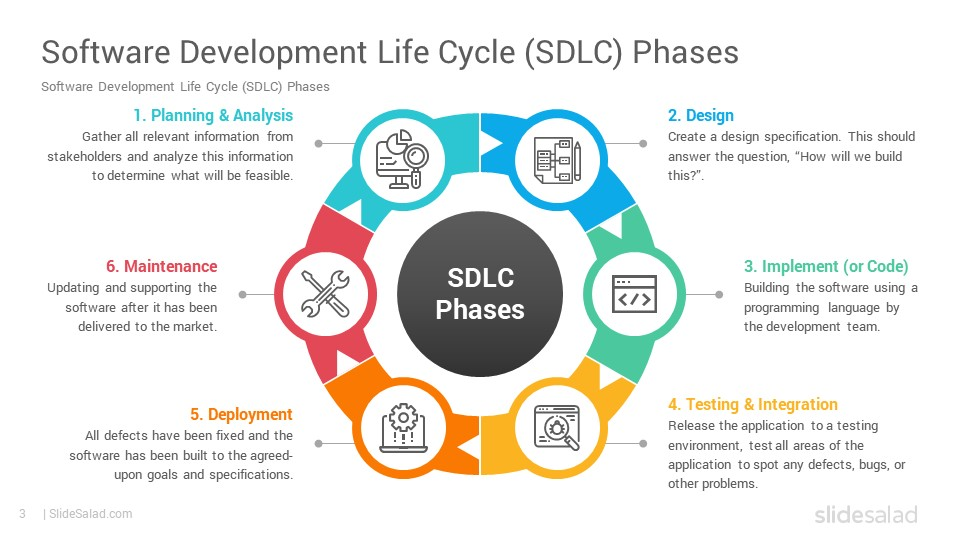 Software Development Life Cycle (SDLC) Phases
Software Development Life Cycle (SDLC) Phases
1. Planning & Analysis
Gather all relevant information from
stakeholders and analyze this information
to determine what will be feasible.
2. Design
Create a design specification. This should
answer the question, “How will we build
this?”.
6. Maintenance
Updating and supporting the
software after it has been
delivered to the market.
SDLC
Phases
3. Implement (or Code)
Building the software using a
programming language by
the development team.
5. Deployment
All defects have been fixed and the
software has been built to the agreed-
upon goals and specifications.
4. Testing & Integration
Release the application to a testing
environment, test all areas of the
application to spot any defects, bugs, or
other problems.
3 | SlideSalad.com
slidesalad